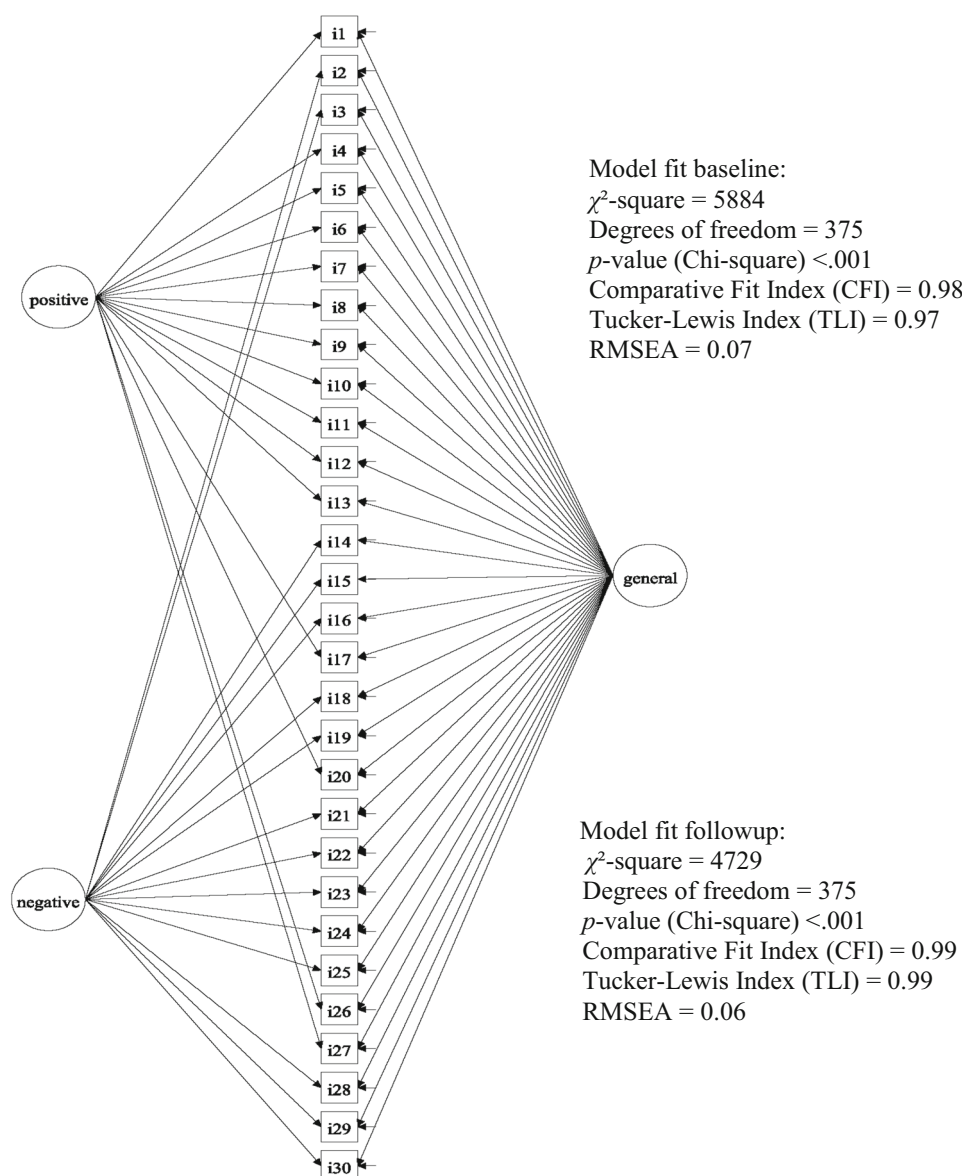 i1
i2
i3
i4
i5
i6
i7
i8
i9
i10
i11
i12
i13
i14
i15
i16
i17
i18
i19
i20
i21
i22
i23
i24
i25
i26
i27
i28
i29
i30
positive
negative
general
Model fit baseline:
χ²-square = 5884
Degrees of freedom = 375
p-value (Chi-square) <.001
Comparative Fit Index (CFI) = 0.98
Tucker-Lewis Index (TLI) = 0.97
RMSEA = 0.07
Model fit followup:
χ²-square = 4729
Degrees of freedom = 375
p-value (Chi-square) <.001
Comparative Fit Index (CFI) = 0.99
Tucker-Lewis Index (TLI) = 0.99
RMSEA = 0.06